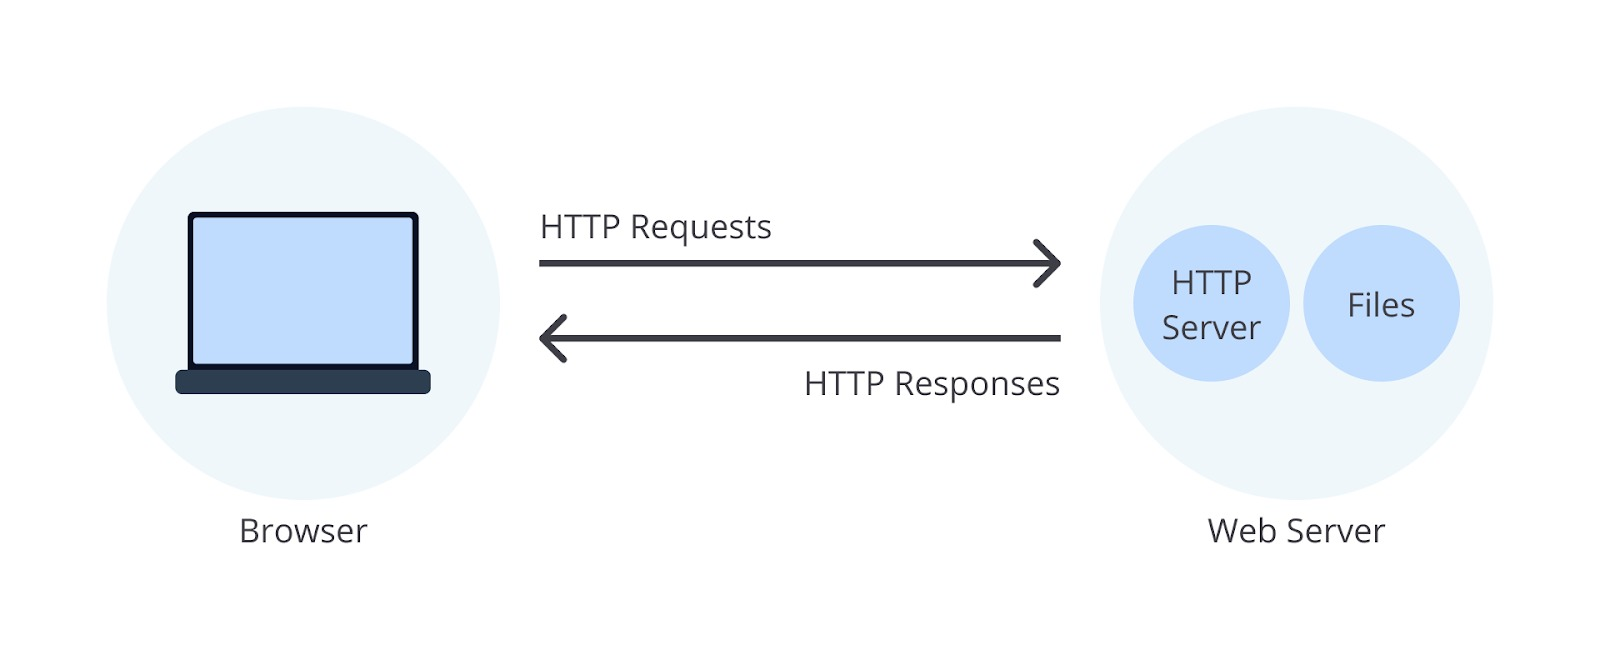 HTTP Requests
HTTP Responses
HTTP
Server
Files
Browser
Web Server